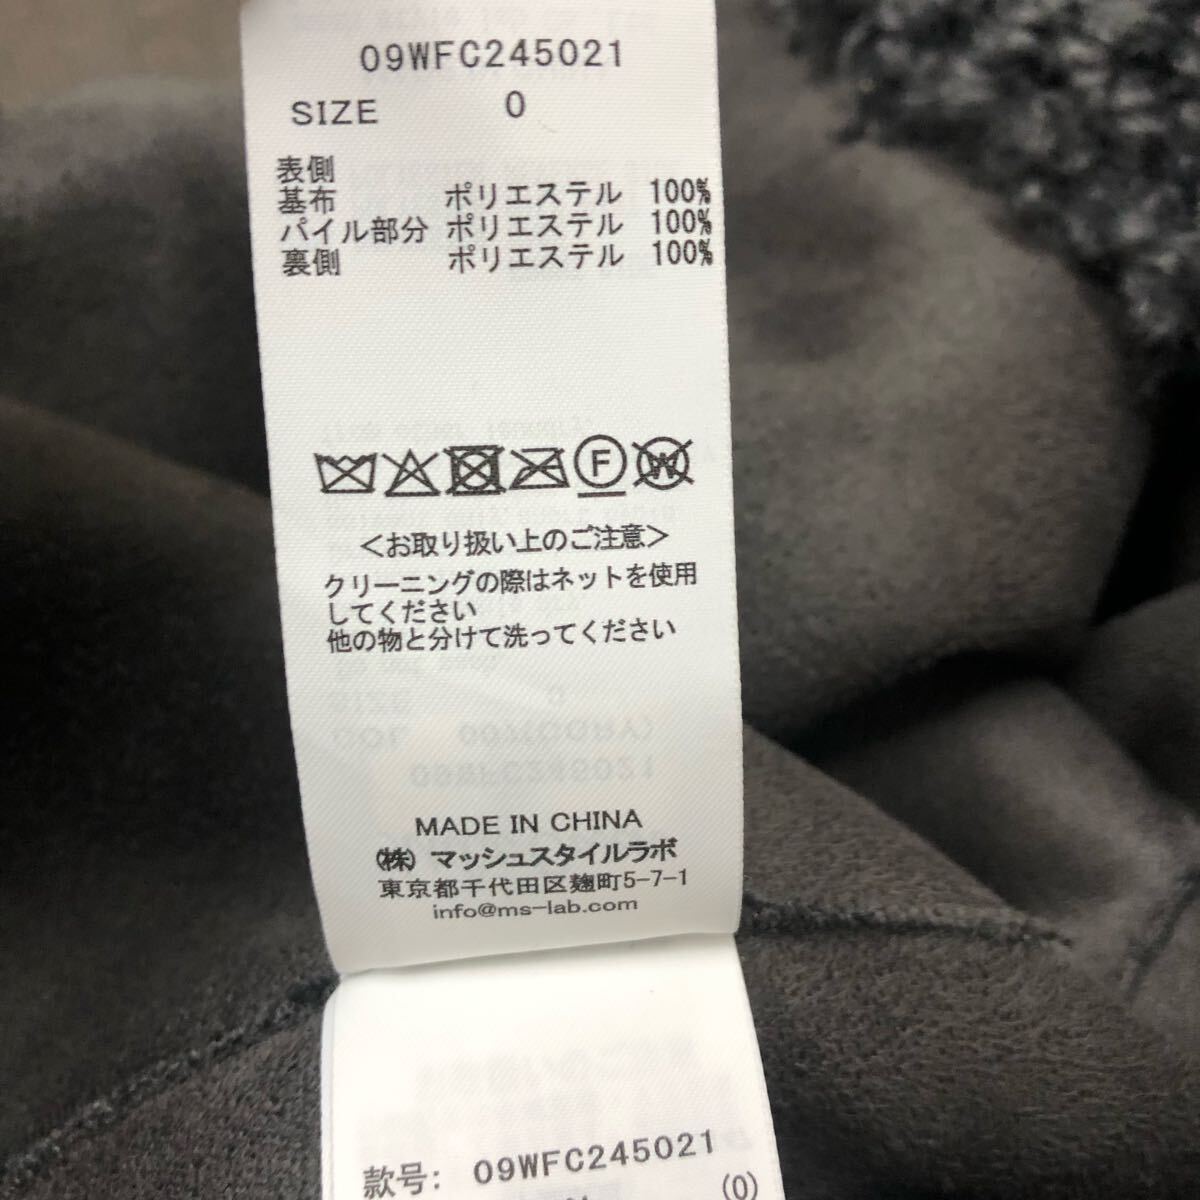 09WFC245021
SIZE 0
表側
基布 ポリエステル 100%
パイル部分 ポリエステル 100%
裏側 ポリエステル 100%
F W
<お取り扱い上のご注意>
クリーニングの際はネットを使用
してください
他の物と分けて洗ってください
MADE IN CHINA
(株) マッシュスタイルラボ
東京都千代田区麹町5-7-1
info@ms-lab.com
款号: 09WFC245021
(0)